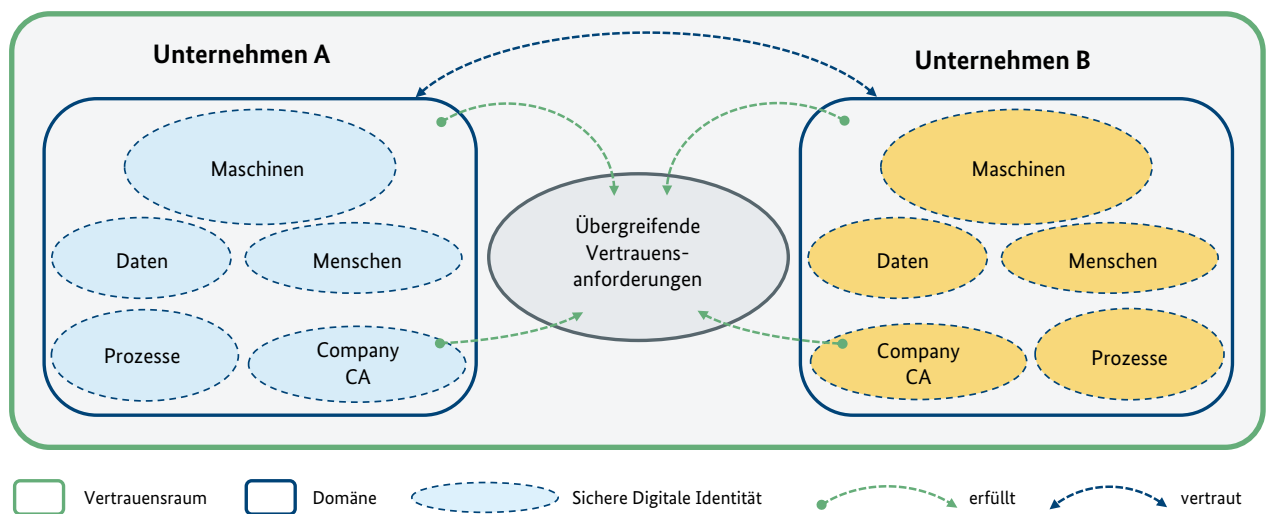 Unternehmen A
Unternehmen B
Maschinen
Daten
Menschen
Prozesse
Company
CA
Übergreifende
Vertrauens-
anforderungen
Maschinen
Daten
Menschen
Company
CA
Prozesse
Vertrauensraum
Domäne
Sichere Digitale Identität
erfüllt
vertraut